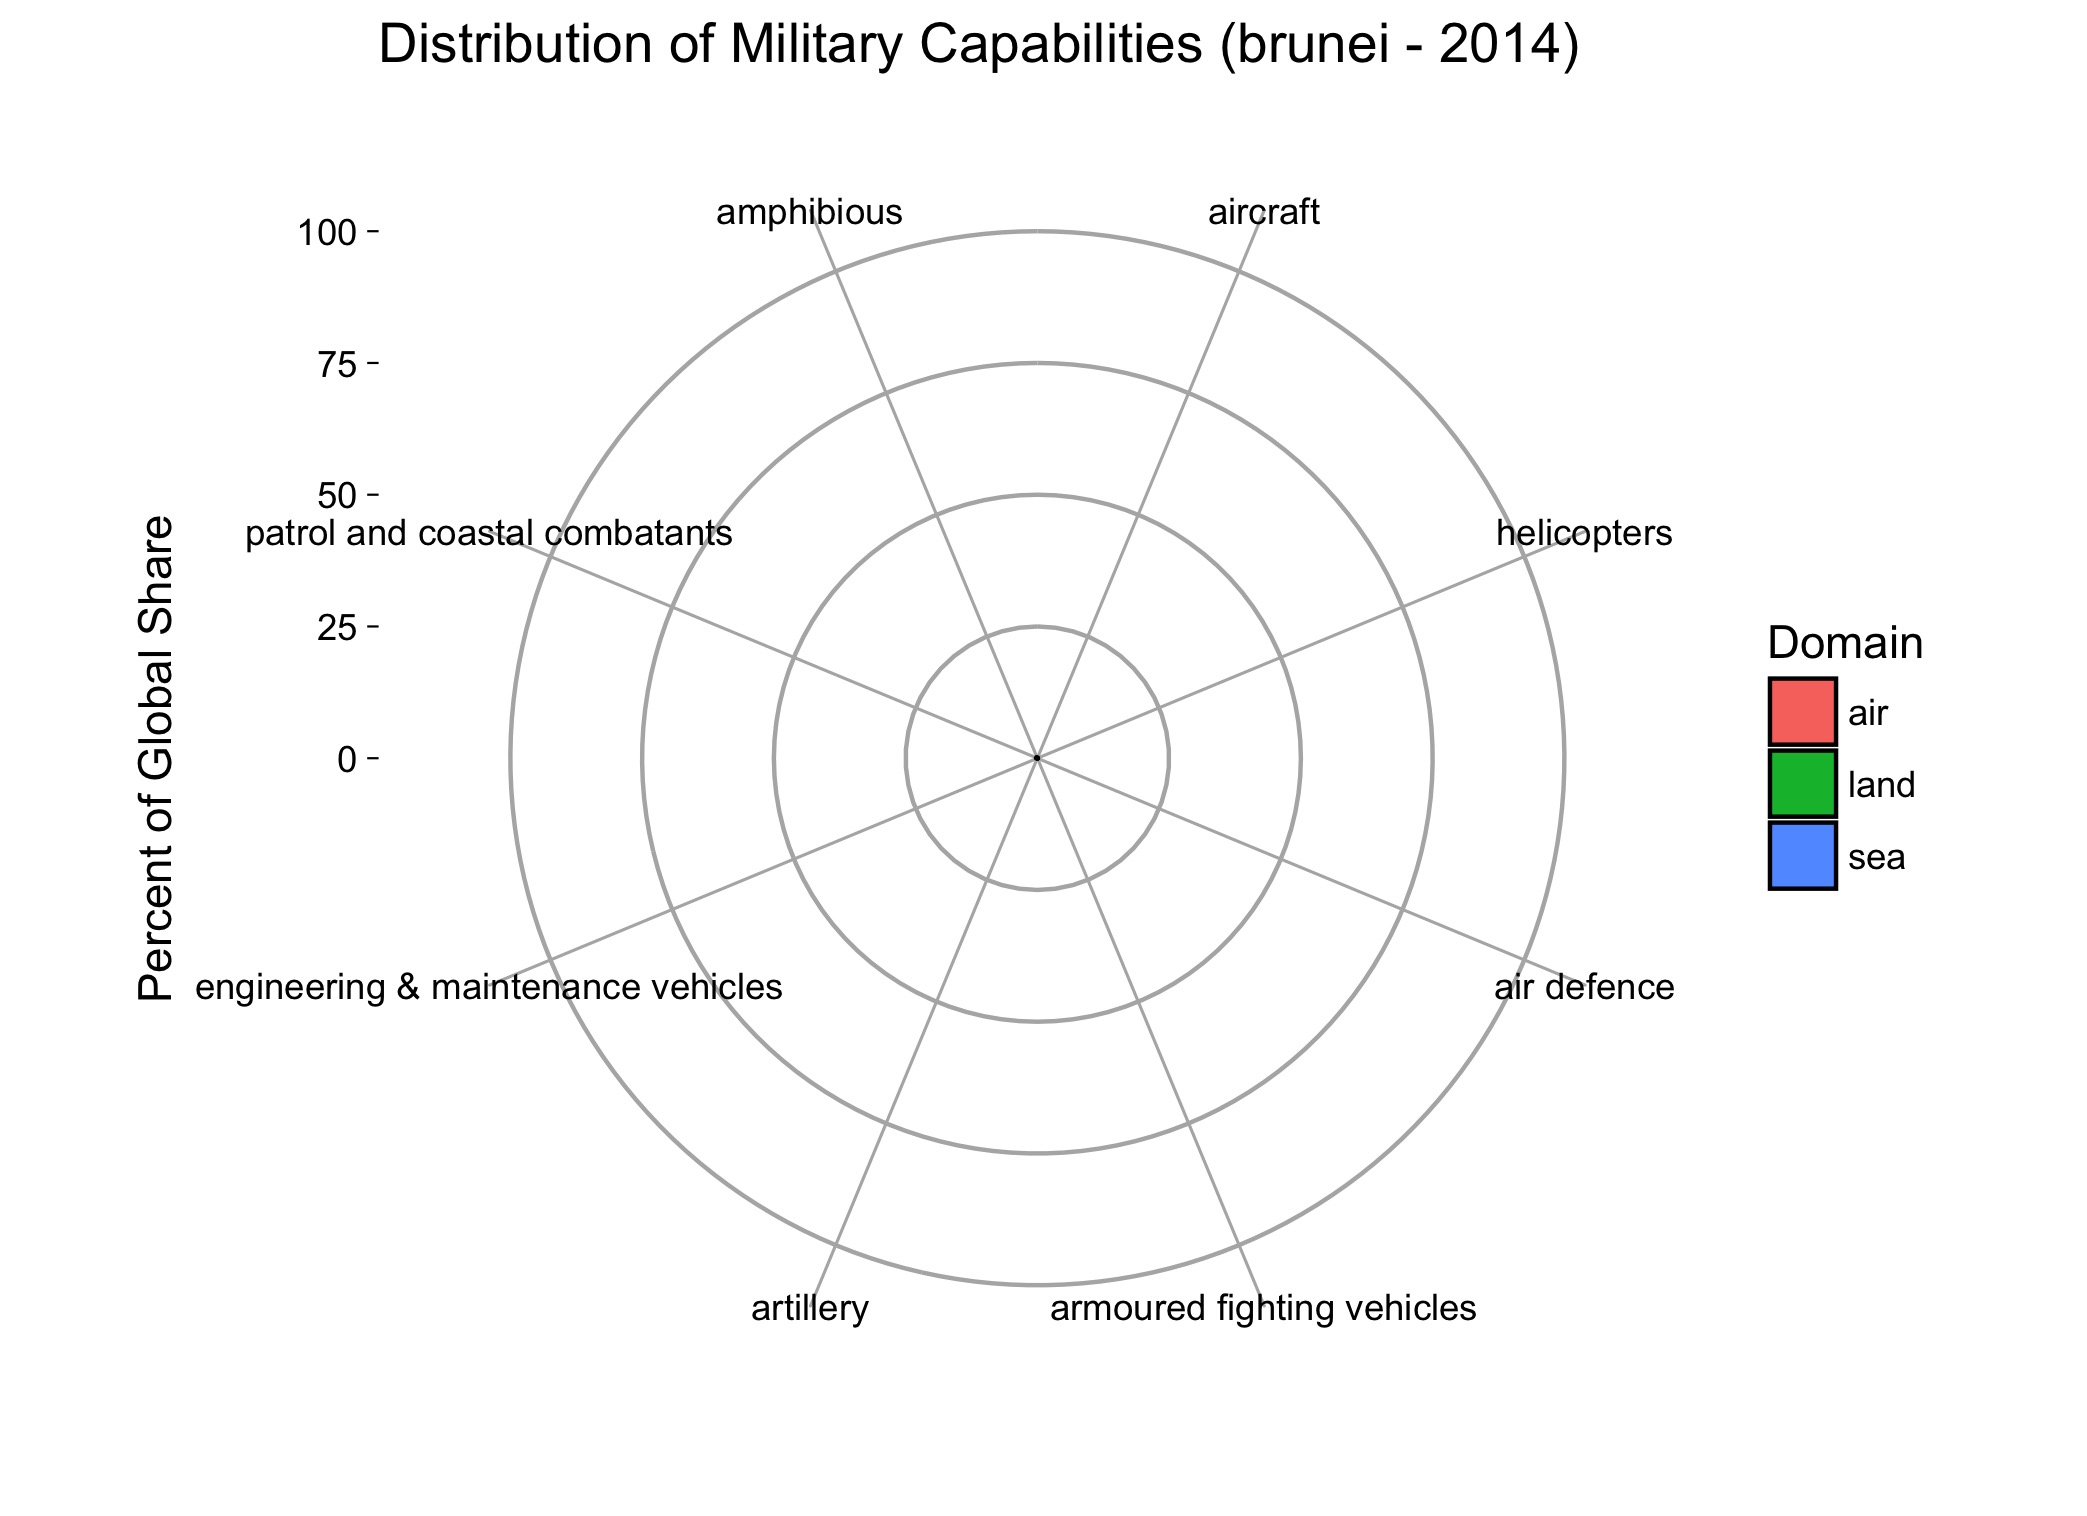 Distribution of Military Capabilities (brunei - 2014)
amphibious
aircraft
100
75
50
patrol and coastal combatants
helicopters
25
0
Percent of Global Share
Domain
air
land
sea
engineering & maintenance vehicles
air defence
artillery
armoured fighting vehicles